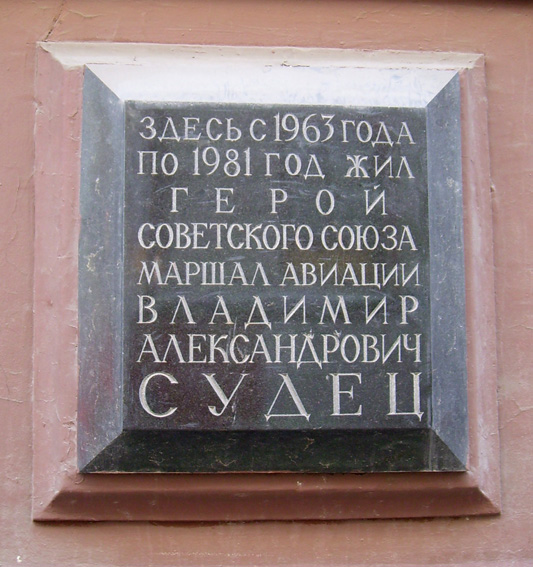 ЗДЕСЬ С 1963 ГОДА
ПО 1981 ГОД ЖИЛ
ГЕРОЙ
СОВЕТСКОГО СОЮЗА
МАРШАЛ АВИАЦИИ
ВЛАДИМИР
АЛЕКСАНДРОВИЧ
СУДЕЦ